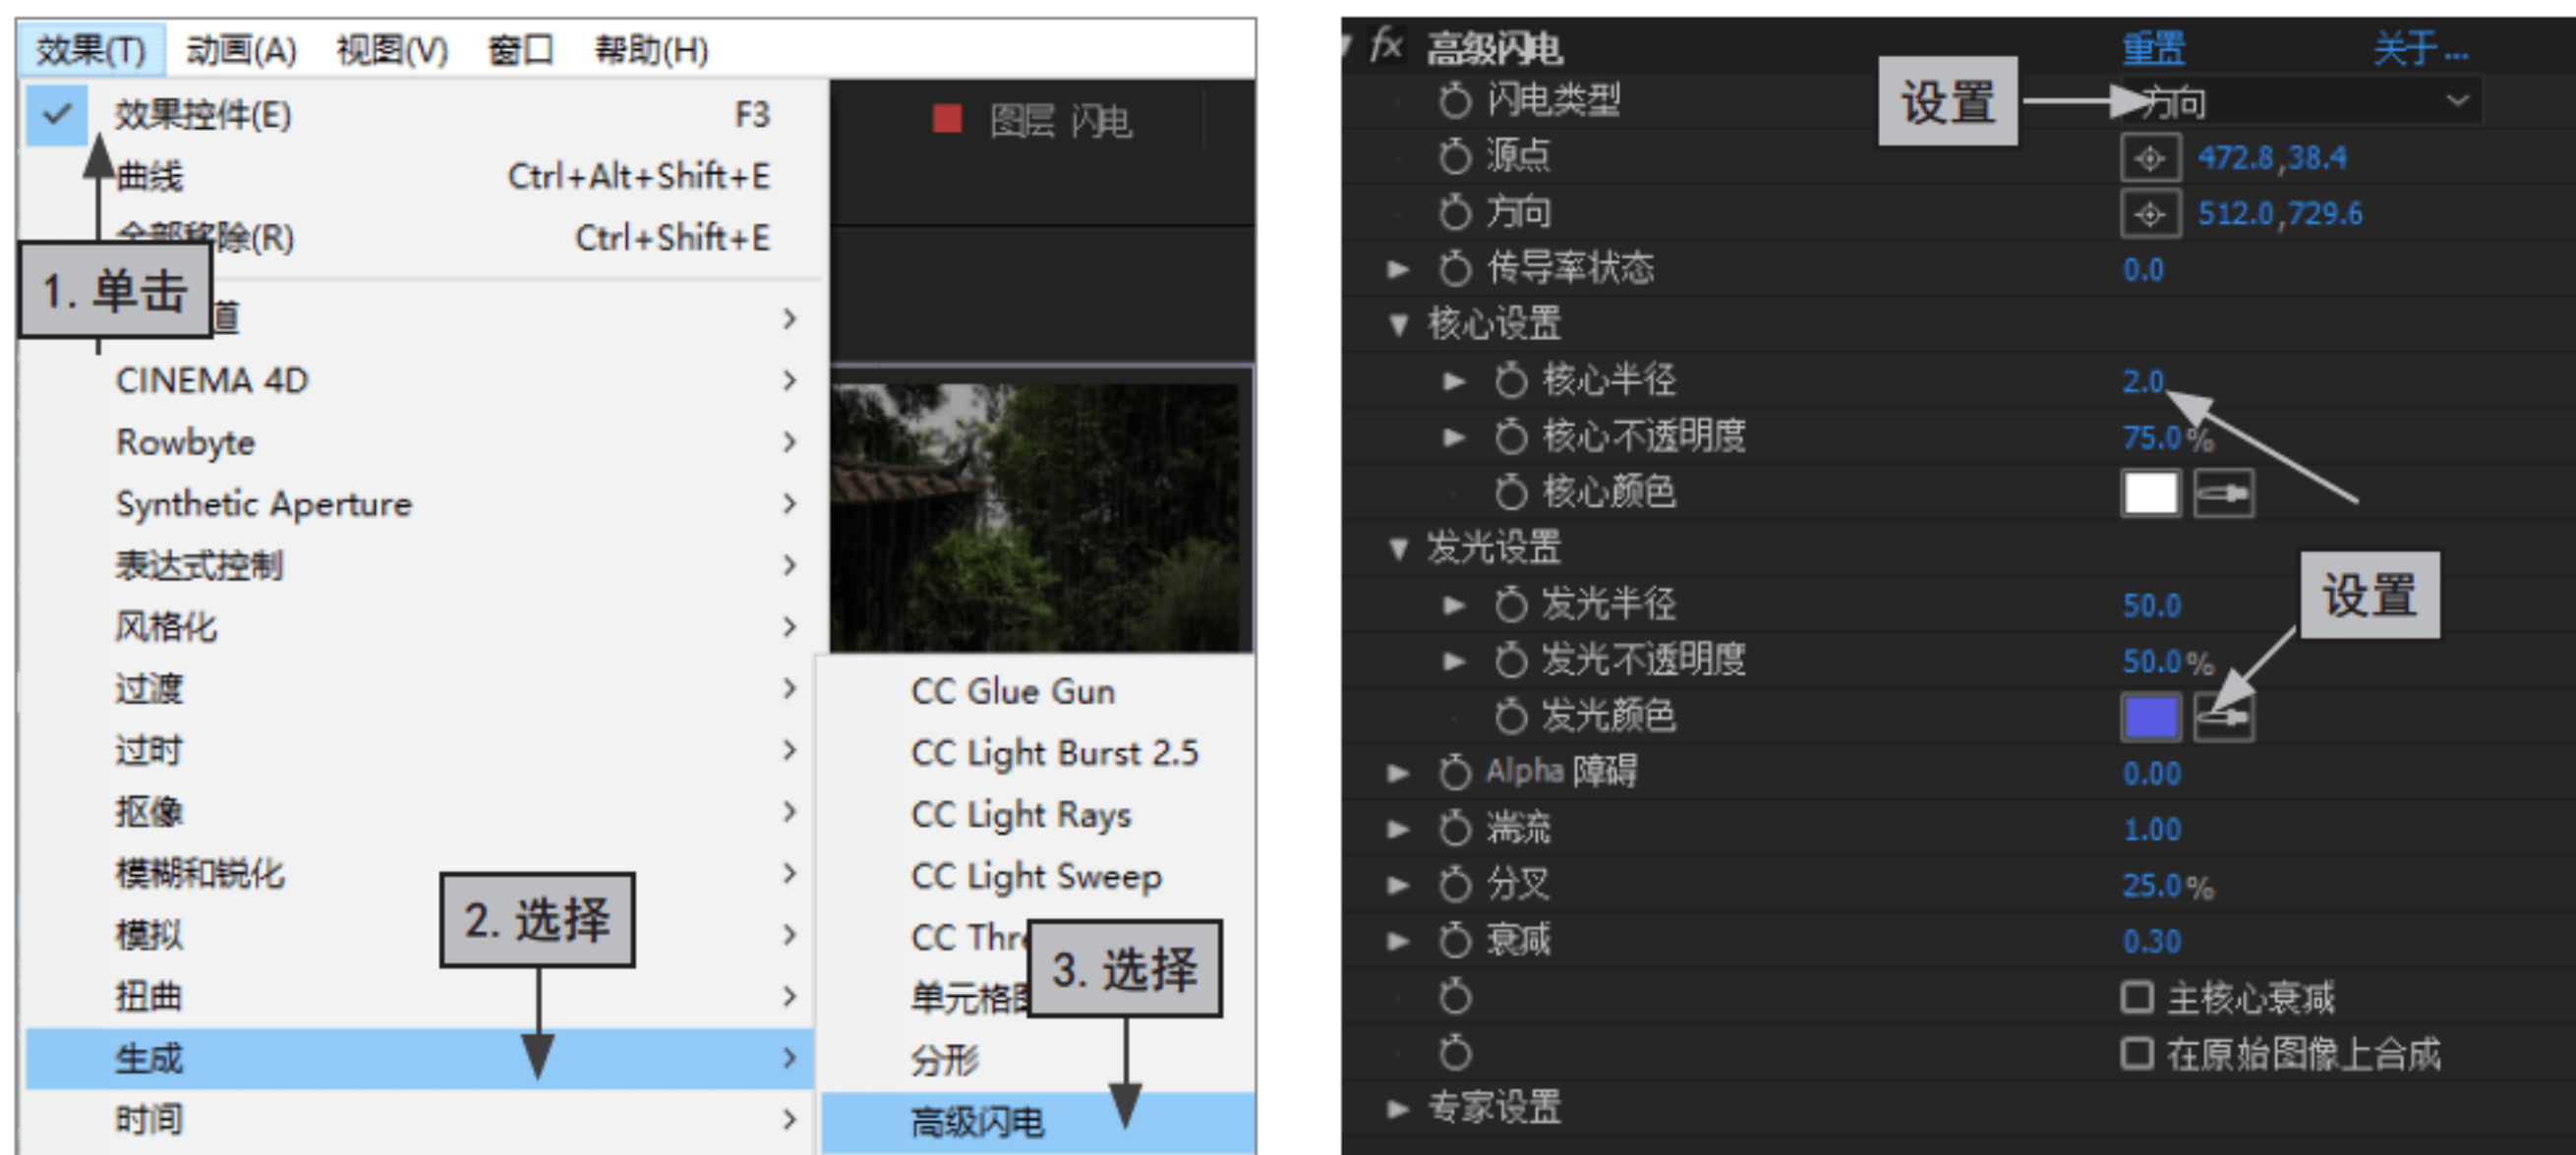 效果(T) 动画(A) 视图(V) 窗口 帮助(H)
效果控件(E) F3
曲线 Ctrl+Alt+Shift+E
全部移除(R) Ctrl+Shift+E
1. 单击
道
CINEMA 4D
Rowbyte
Synthetic Aperture
表达式控制
风格化
过渡
过时
抠像
模糊和锐化
模拟
2. 选择
扭曲
生成
时间
图层 闪电
CC Glue Gun
CC Light Burst 2.5
CC Light Rays
CC Light Sweep
CC Thre
3. 选择
单元格
分形
高级闪电
fx 高级闪电 重置 关于...
闪电类型 设置 方向
源点 472.8,38.4
方向 512.0,729.6
传导率状态 0.0
核心设置
核心半径 2.0
核心不透明度 75.0%
核心颜色
发光设置
设置
发光半径 50.0
发光不透明度 50.0%
发光颜色
Alpha 障碍 0.00
湍流 1.00
分叉 25.0%
衰减 0.30
主核心衰减
在原始图像上合成
专家设置